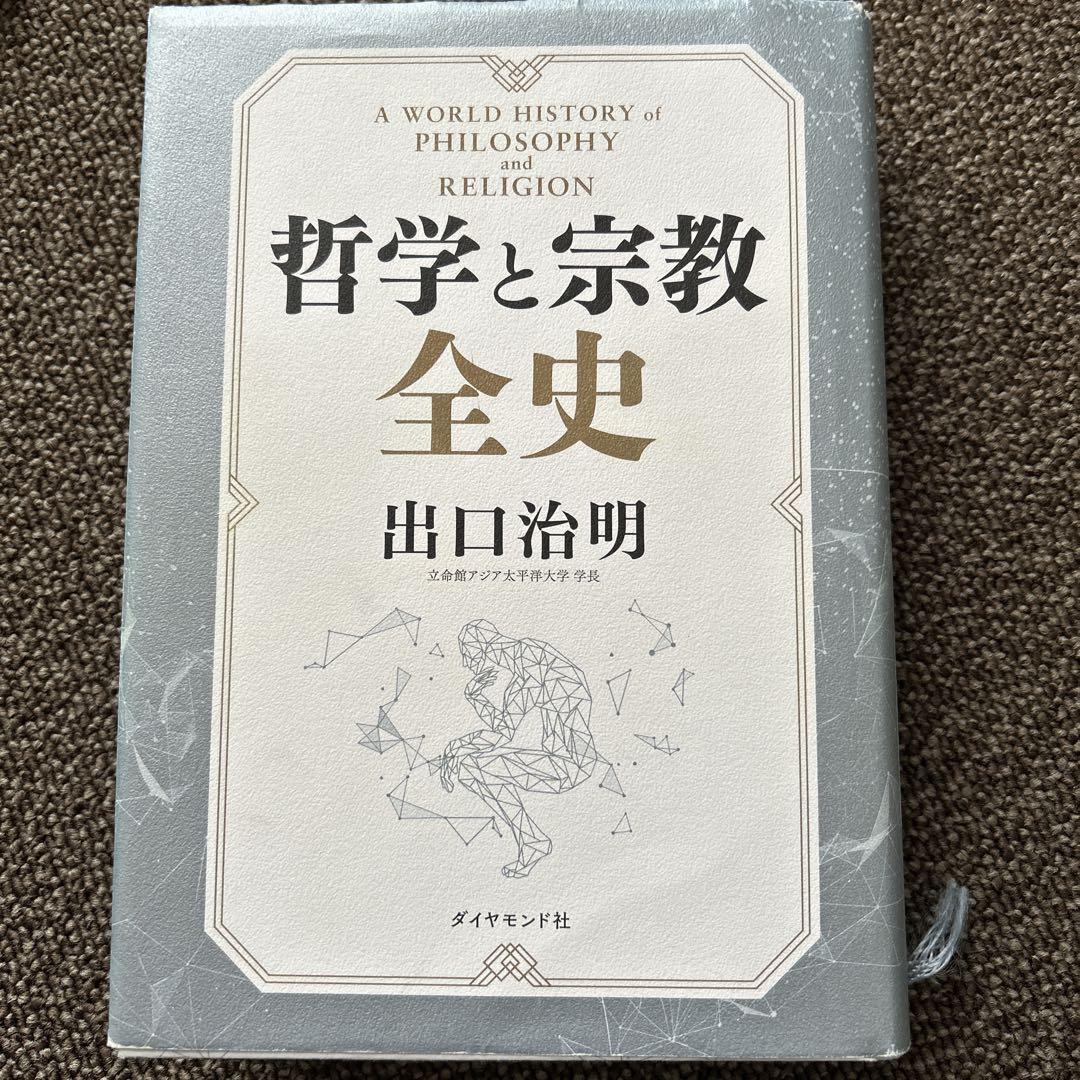 A WORLD HISTORY of
PHILOSOPHY
and
RELIGION
哲学と宗教
全史
出口治明
立命館アジア太平洋大学 学長
ダイヤモンド社